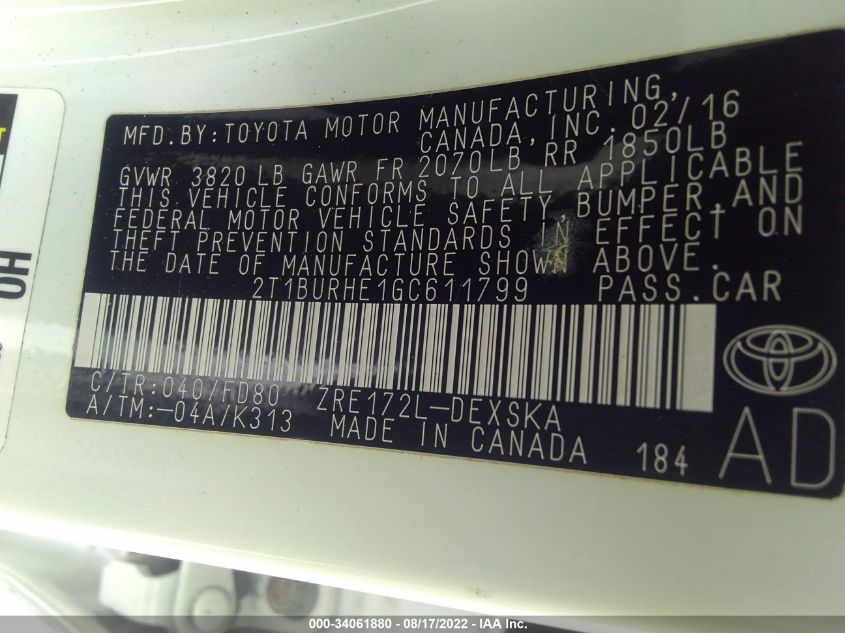 MFD.BY:TOYOTA MOTOR MANUFACTURING,
CANADA, INC. 02/16
GVWR 3820 LB GAWR FR 2070LB RR 1850LB
THIS VEHICLE CONFORMS TO ALL APPLICABLE
FEDERAL MOTOR VEHICLE SAFETY, BUMPER, AND
THEFT PREVENTION STANDARDS IN EFFECT ON
THE DATE OF MANUFACTURE SHOWN ABOVE.
2T1BURHE1GC611799 PASS.CAR
C/TR:040/FD80 ZRE172L-DEXSKA
A/TM:-04A/K313 MADE IN CANADA 184
AD
HO
000-34061880 - 08/17/2022 - IAA Inc.